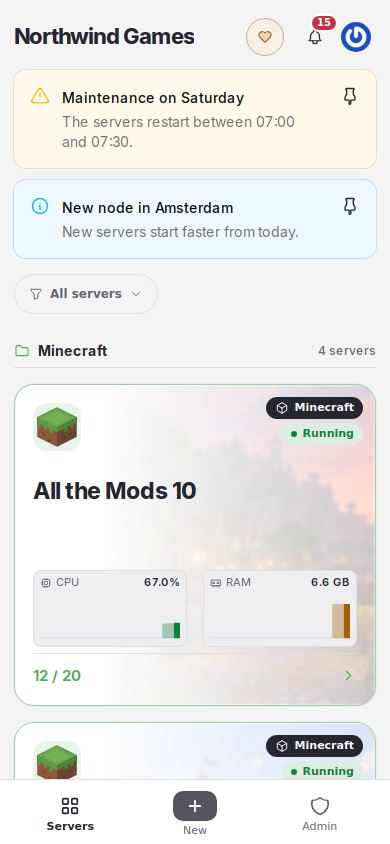 Northwind Games
15
Maintenance on Saturday
The servers restart between 07:00
and 07:30.
New node in Amsterdam
New servers start faster from today.
All servers
Minecraft
4 servers
Minecraft
Running
All the Mods 10
CPU
67.0%
RAM
6.6 GB
12 / 20
Minecraft
Running
Servers
New
Admin